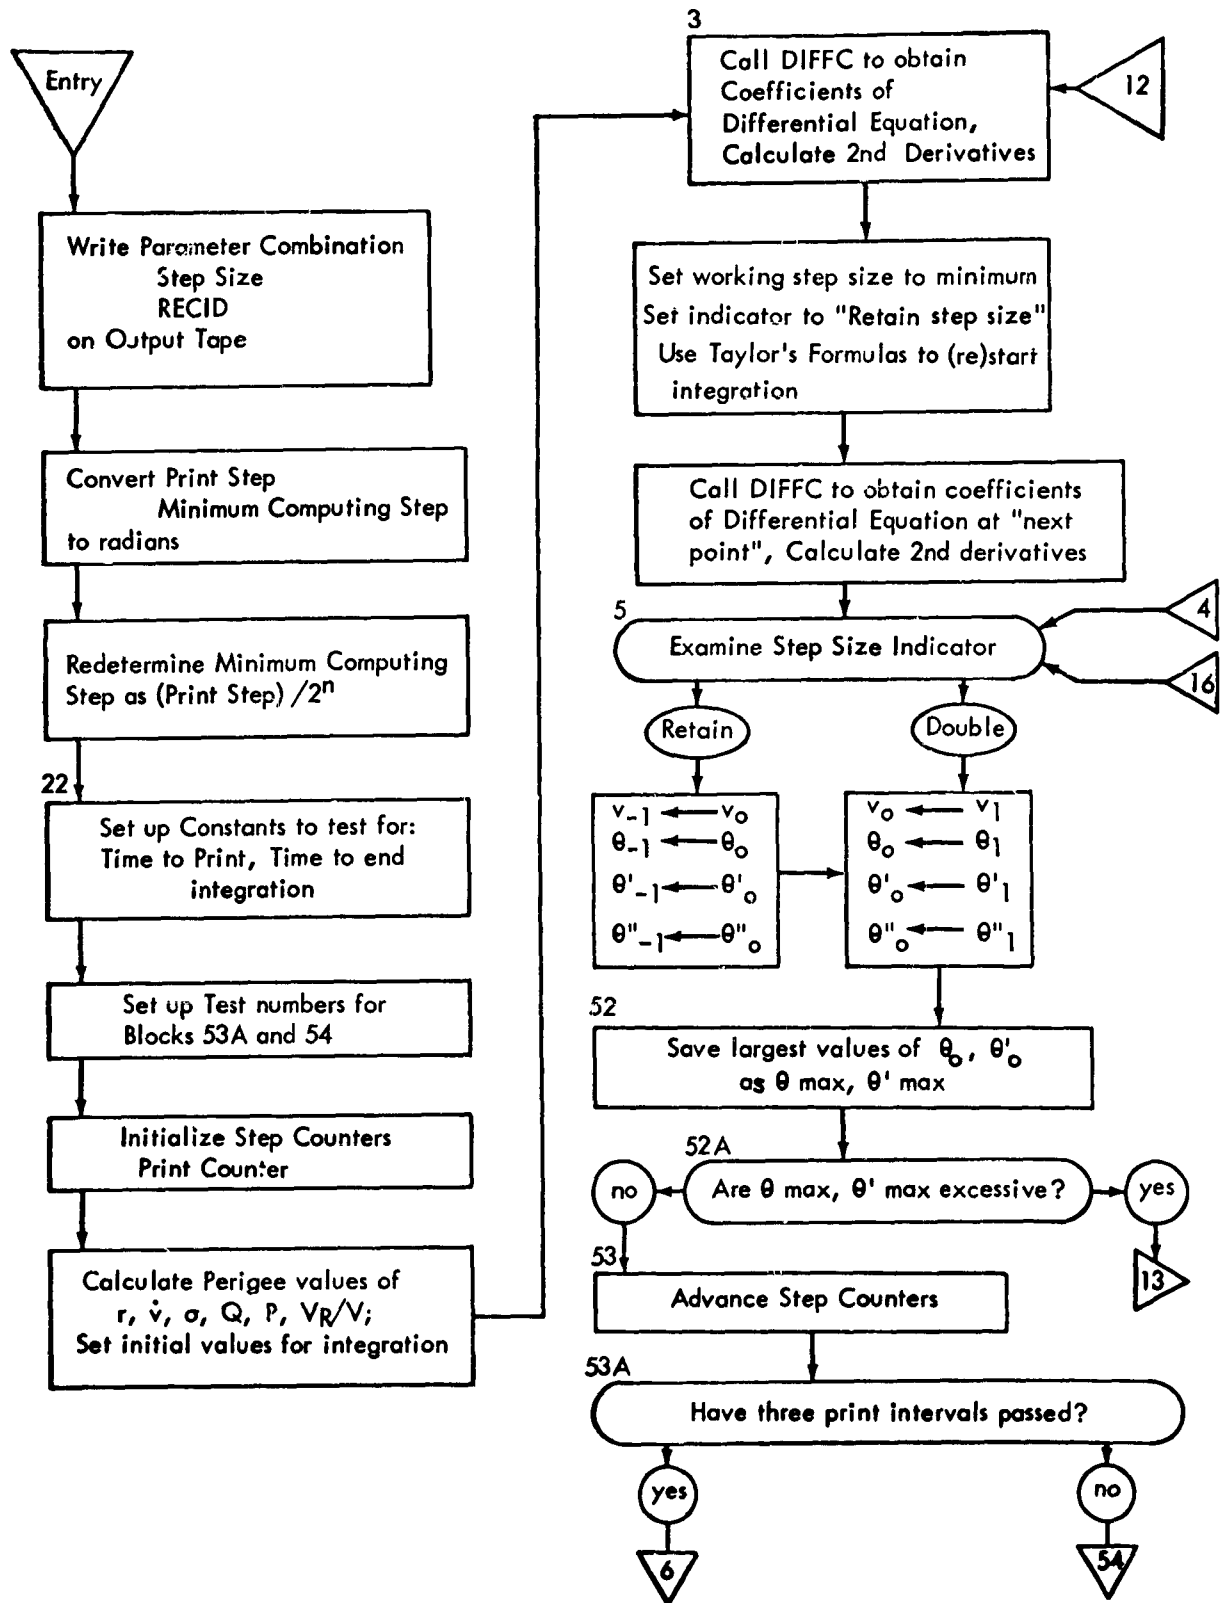 Entry
Write Parameter Combination
Step Size
RECID
on Output Tape
Convert Print Step
Minimum Computing Step
to radians
Redetermine Minimum Computing
Step as (Print Step) /2ⁿ
22
Set up Constants to test for:
Time to Print, Time to end
integration
Set up Test numbers for
Blocks 53A and 54
Initialize Step Counters
Print Counter
Calculate Perigee values of
r, v̇, σ, Q, P, V_R/V;
Set initial values for integration
3
Call DIFFC to obtain
Coefficients of
Differential Equation,
Calculate 2nd Derivatives
12
Set working step size to minimum
Set indicator to "Retain step size"
Use Taylor's Formulas to (re)start
integration
Call DIFFC to obtain coefficients
of Differential Equation at "next
point", Calculate 2nd derivatives
5
Examine Step Size Indicator
4
16
Retain
Double
v₋₁ ← v₀
θ₋₁ ← θ₀
θ'₋₁ ← θ'₀
θ"₋₁ ← θ"₀
v₀ ← v₁
θ₀ ← θ₁
θ'₀ ← θ'₁
θ"₀ ← θ"₁
52
Save largest values of θ₀, θ'₀
as θ max, θ' max
52A
no
Are θ max, θ' max excessive?
yes
13
53
Advance Step Counters
53A
Have three print intervals passed?
yes
no
6
54